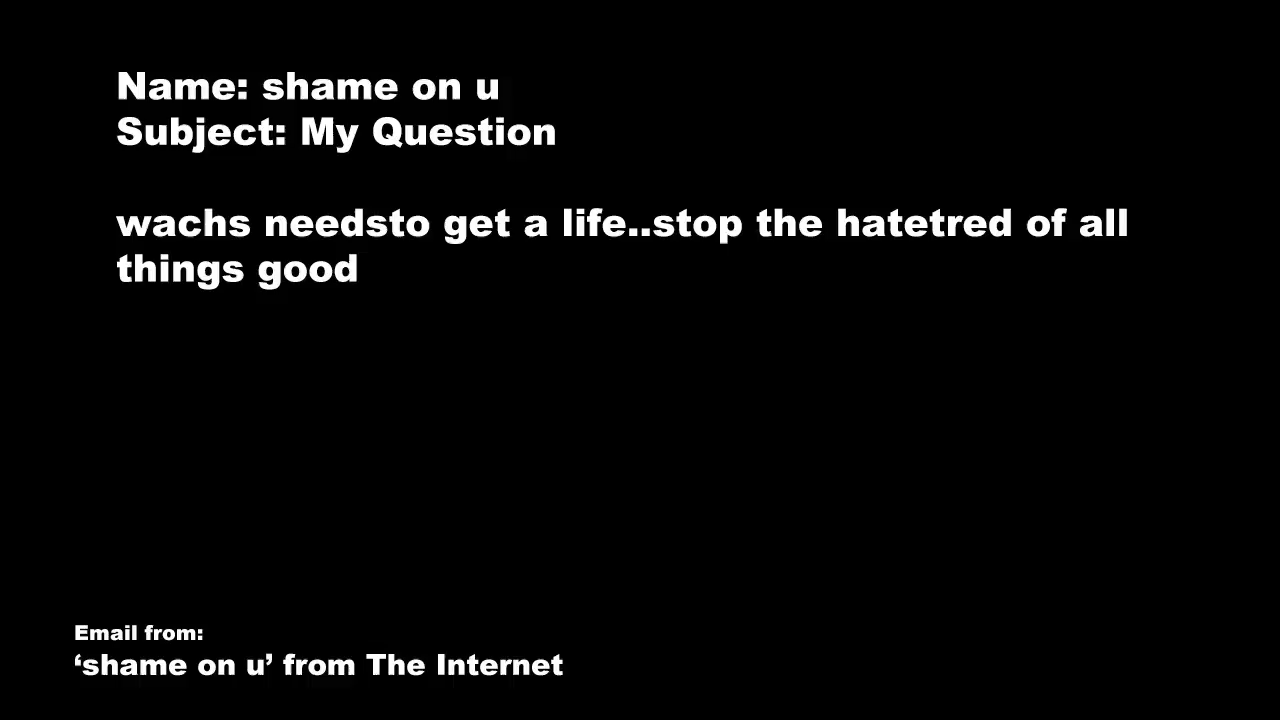 Name: shame on u
Subject: My Question
wachs needsto get a life..stop the hatetred of all
things good
Email from:
‘shame on u’ from The Internet